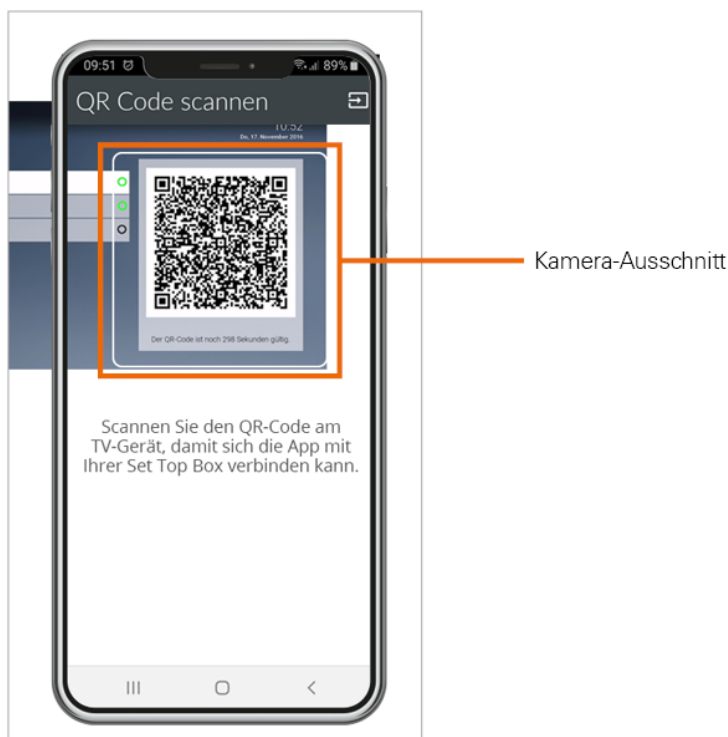 09:51
89%
QR Code scannen
10:52
Do, 17. November 2016
Der QR-Code ist noch 298 Sekunden gültig.
Kamera-Ausschnitt
Scannen Sie den QR-Code am
TV-Gerät, damit sich die App mit
Ihrer Set Top Box verbinden kann.